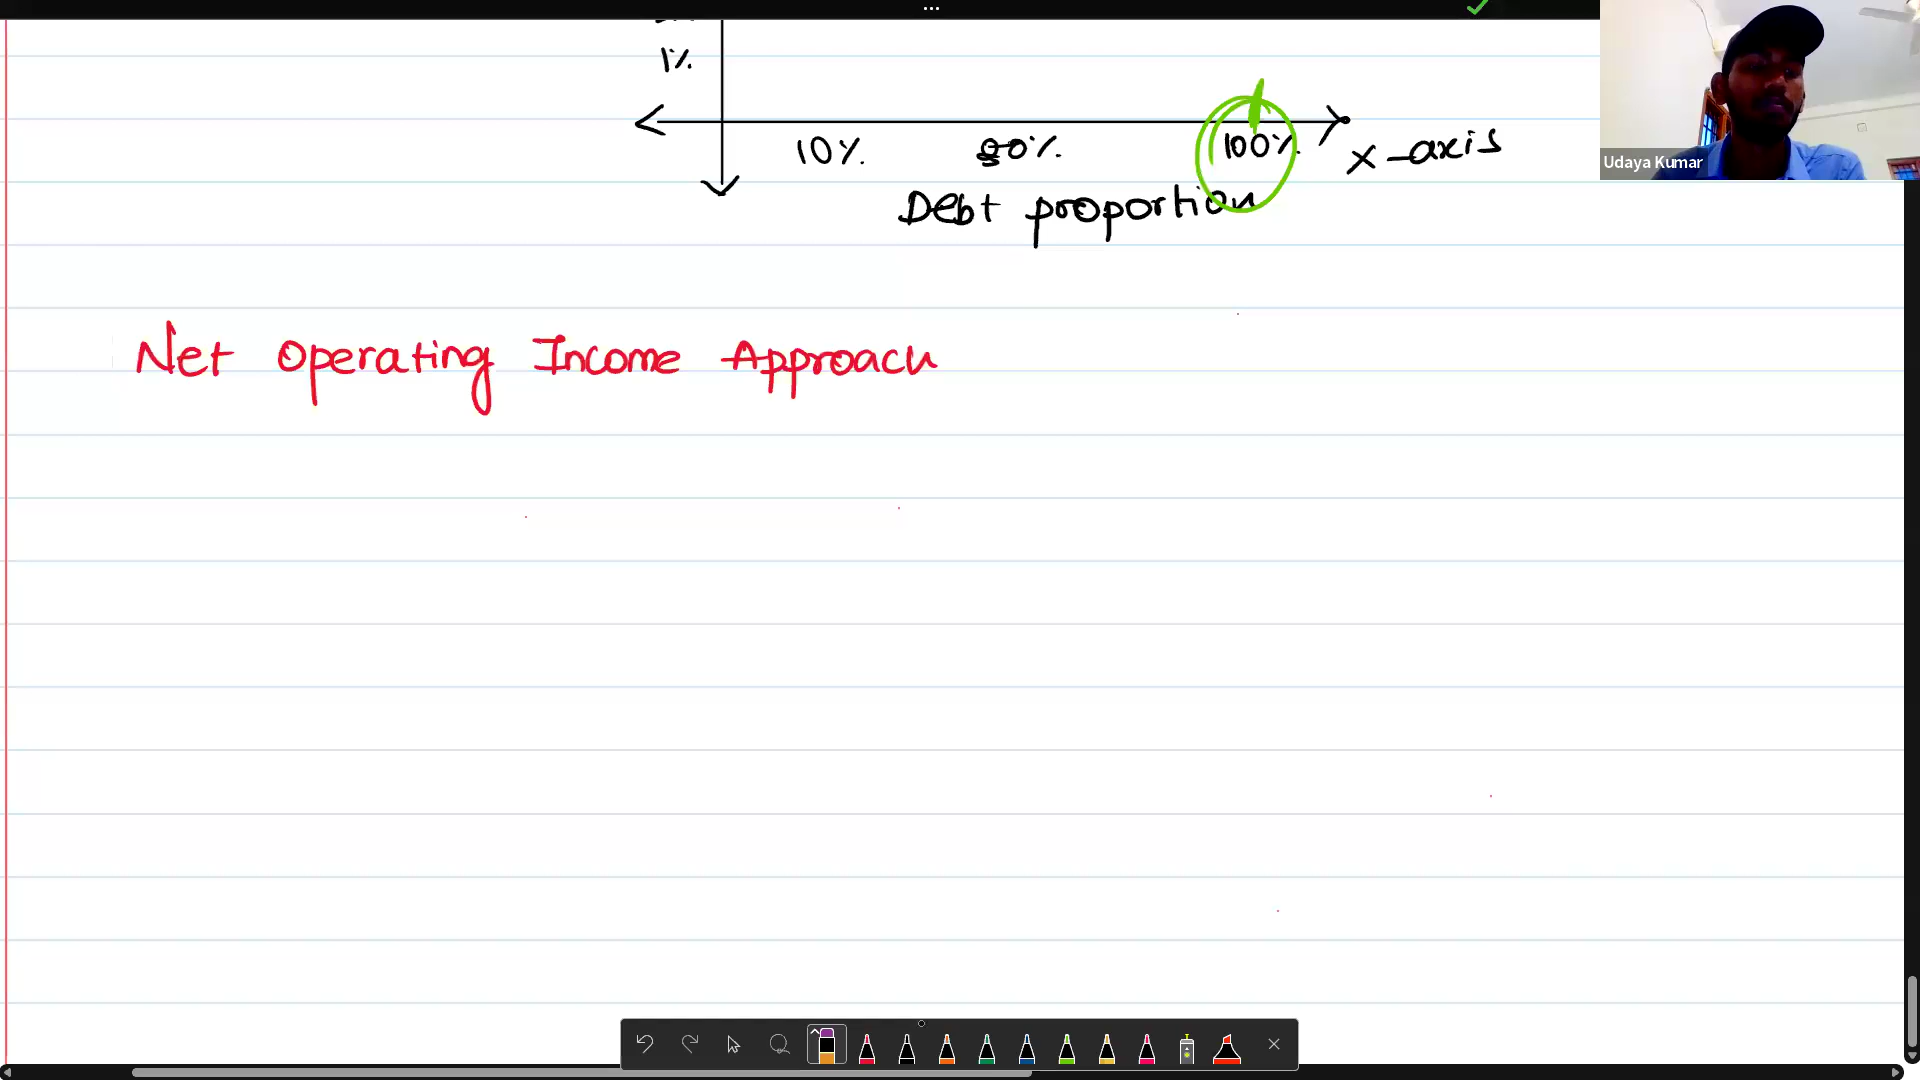 1%
10% 80% 100%
x-axis
Udaya Kumar
Debt proportion
Net Operating Income Approach